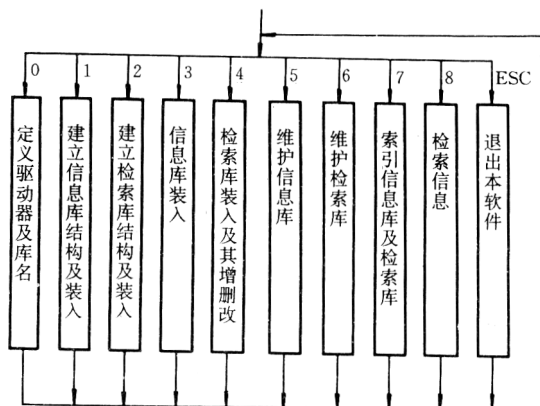 0
1
2
3
4
5
6
7
8
ESC
定义驱动器及库名
建立信息库结构及装入
建立检索库结构及装入
信息库装入
检索库装入及其增删改
维护信息库
维护检索库
索引信息库及检索库
检索信息
退出本软件